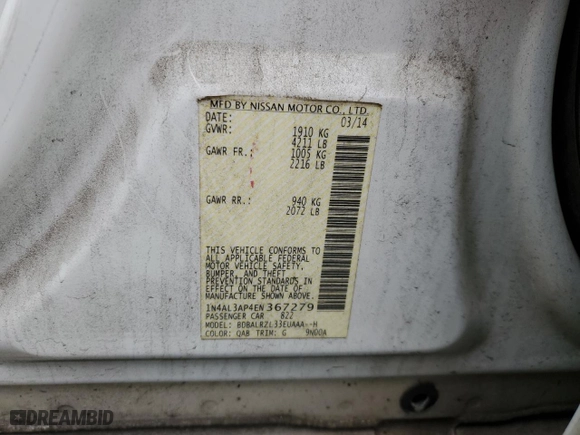 MFD BY NISSAN MOTOR CO., LTD.
DATE: 03/14
GVWR: 1910 KG
4211 LB
GAWR FR.: 1005 KG
2216 LB
GAWR RR.: 940 KG
2072 LB
THIS VEHICLE CONFORMS TO
ALL APPLICABLE FEDERAL
MOTOR VEHICLE SAFETY,
BUMPER, AND THEFT
PREVENTION STANDARDS IN
EFFECT ON THE DATE OF
MANUFACTURE SHOWN ABOVE.
1N4AL3AP4EN367279
PASSENGER CAR 822
MODEL: BDBALRZL33EUAAA--H
COLOR: QAB TRIM: G 9N00A
DREAMBID